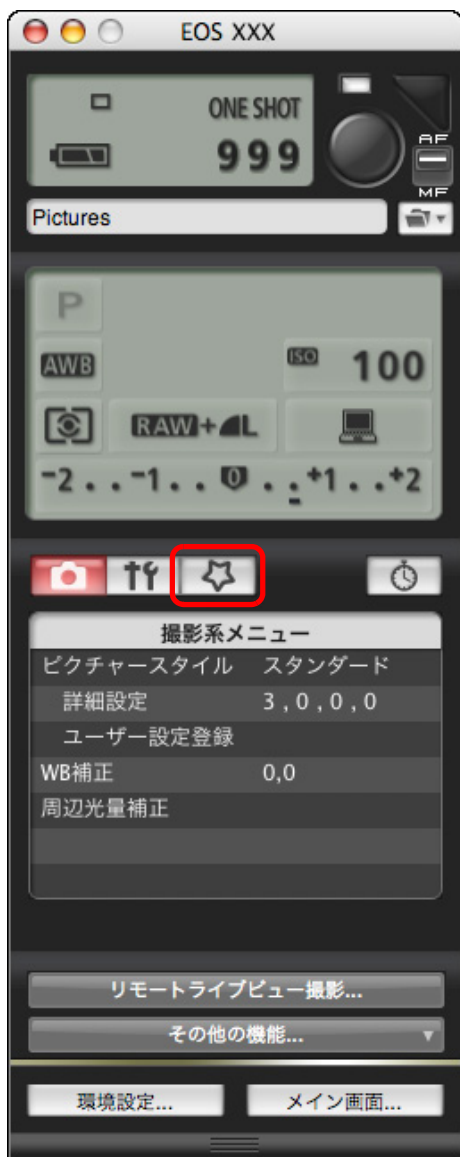 EOS XXX
ONE SHOT
999
AF
MF
Pictures
P
AWB
ISO 100
RAW+L
-2..-1..0..+1..+2
撮影系メニュー
ピクチャースタイル スタンダード
詳細設定 3,0,0,0
ユーザー設定登録
WB補正 0,0
周辺光量補正
リモートライブビュー撮影...
その他の機能...
環境設定... メイン画面...